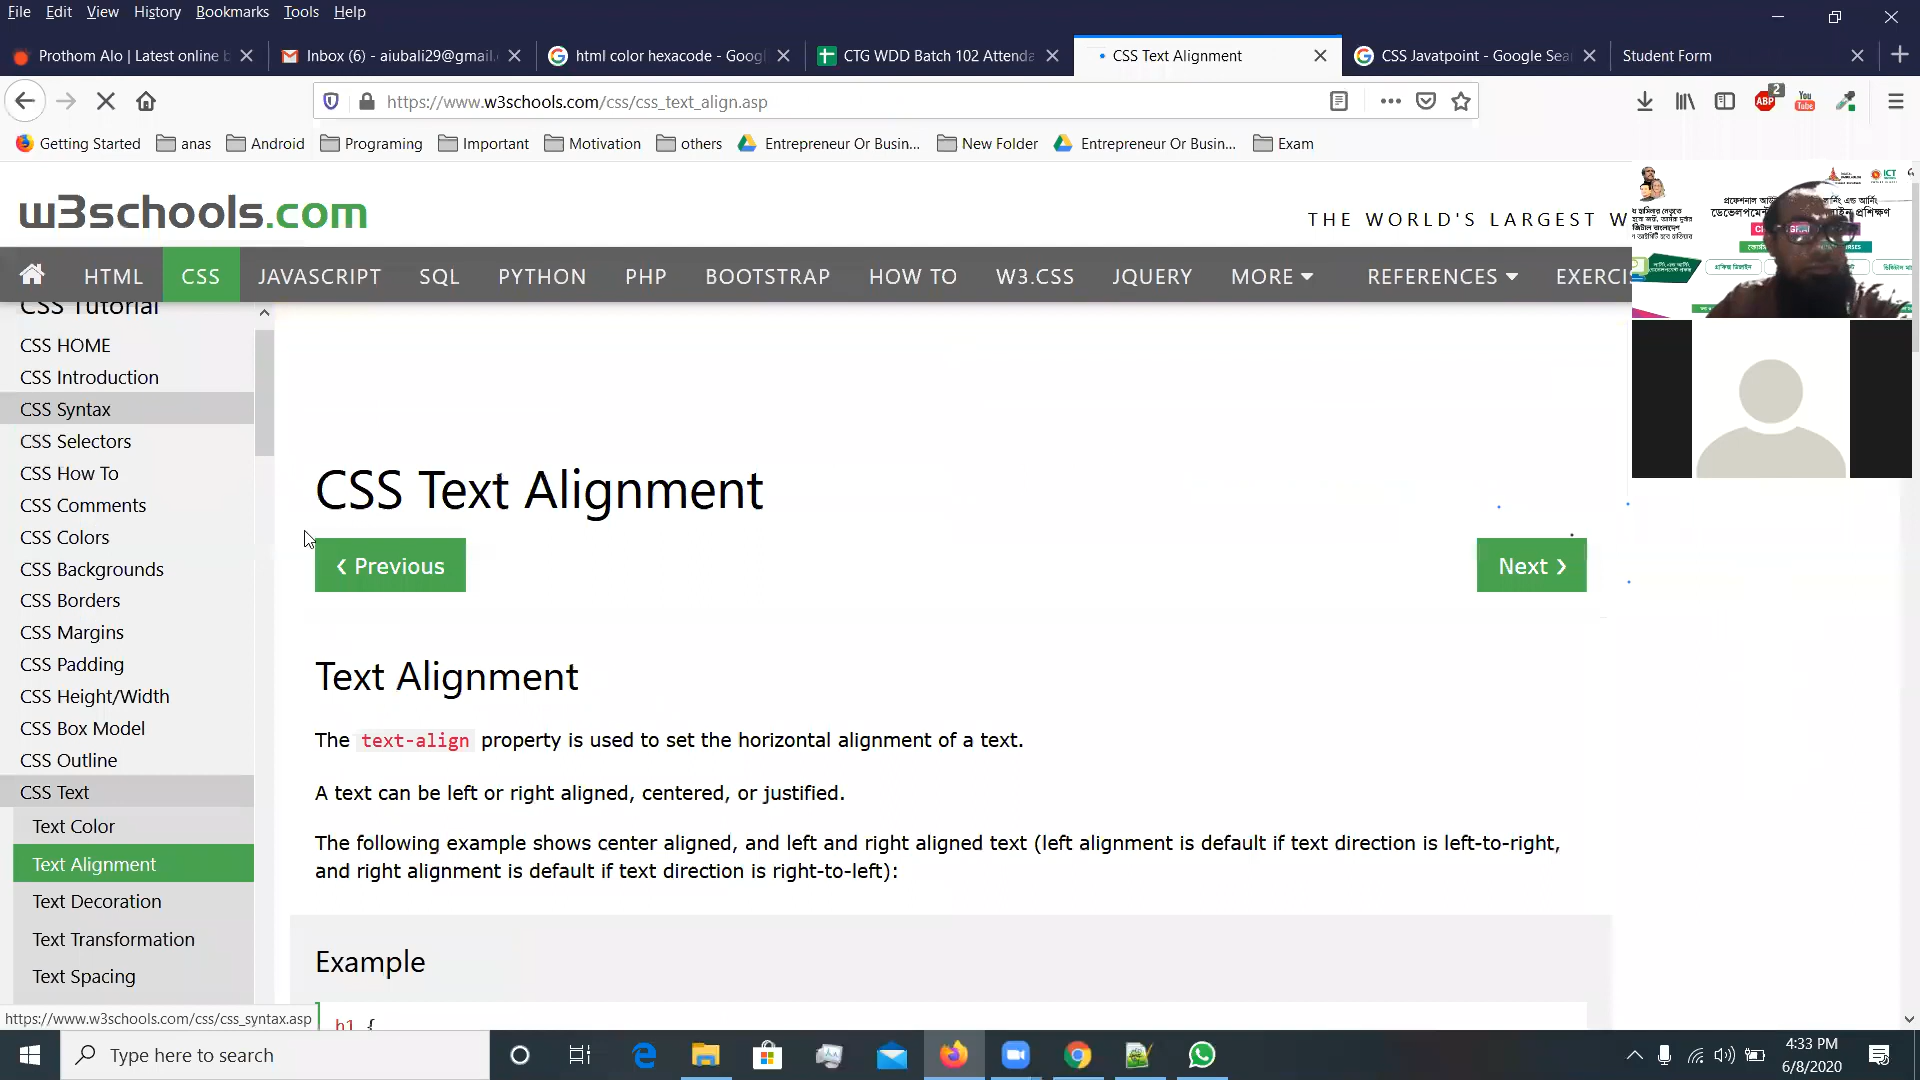 File Edit View History Bookmarks Tools Help
Prothom Alo | Latest online b
Inbox (6) - aiubali29@gmail.
html color hexacode - Goog
CTG WDD Batch 102 Attenda
CSS Text Alignment
CSS Javatpoint - Google Sea
Student Form
https://www.w3schools.com/css/css_text_align.asp
ABP 2
You Tube
Getting Started anas Android Programing Important Motivation others Entrepreneur Or Busin... New Folder Entrepreneur Or Busin... Exam
w3schools.com
THE WORLD'S LARGEST W
HTML CSS JAVASCRIPT SQL PYTHON PHP BOOTSTRAP HOW TO W3.CSS JQUERY MORE REFERENCES EXERCI
ICT
CSS Tutorial
CSS HOME
CSS Introduction
CSS Syntax
CSS Selectors
CSS How To
CSS Comments
CSS Colors
CSS Backgrounds
CSS Borders
CSS Margins
CSS Padding
CSS Height/Width
CSS Box Model
CSS Outline
CSS Text
Text Color
Text Alignment
Text Decoration
Text Transformation
Text Spacing
CSS Text Alignment
❮ Previous
Next ❯
Text Alignment
The text-align property is used to set the horizontal alignment of a text.
A text can be left or right aligned, centered, or justified.
The following example shows center aligned, and left and right aligned text (left alignment is default if text direction is left-to-right,
and right alignment is default if text direction is right-to-left):
Example
h1 {
https://www.w3schools.com/css/css_syntax.asp
Type here to search
4:33 PM
6/8/2020